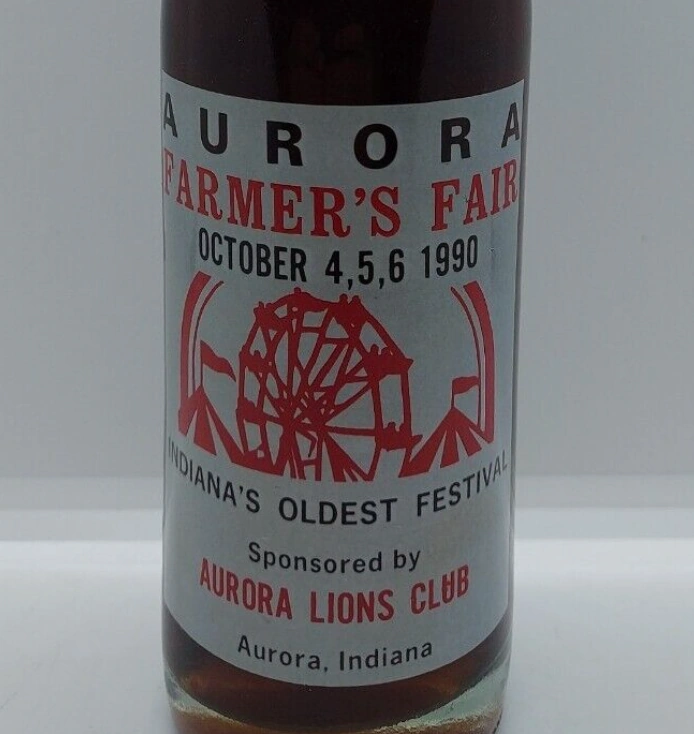 AURORA
FARMER'S FAIR
OCTOBER 4,5,6 1990
INDIANA'S OLDEST FESTIVAL
Sponsored by
AURORA LIONS CLUB
Aurora, Indiana